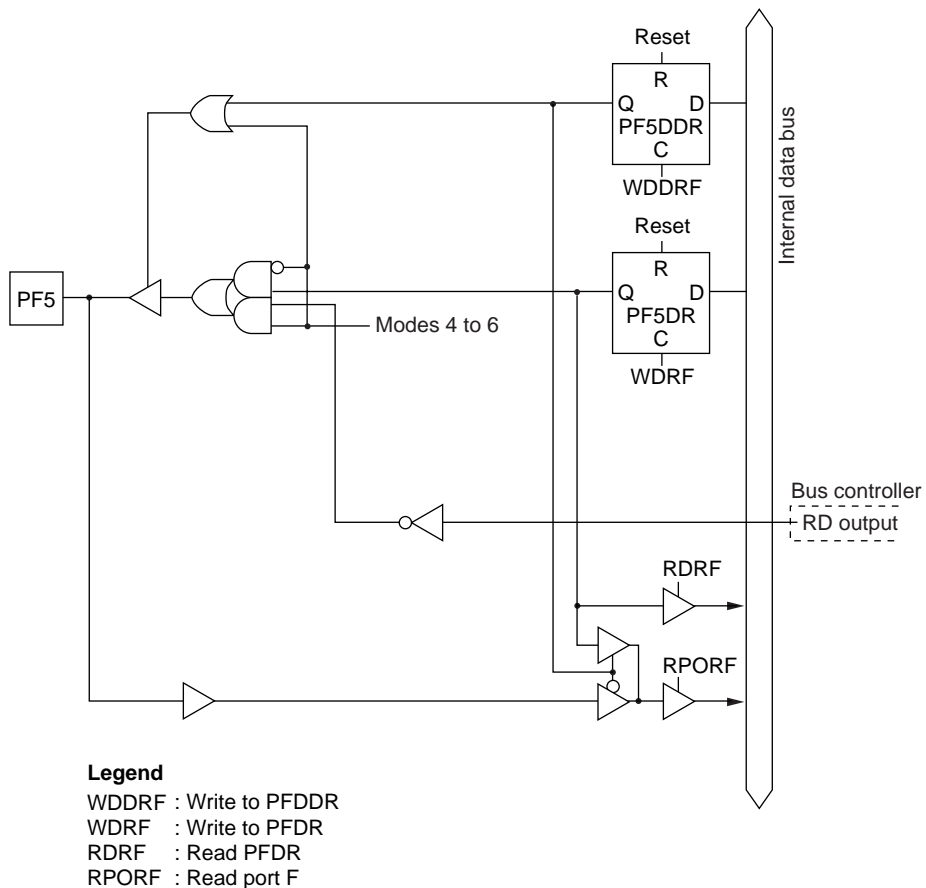 Reset
R
Q D
PF5DDR
C
WDDRF
Internal data bus
Reset
R
Q D
PF5DR
C
WDRF
PF5
Modes 4 to 6
Bus controller
RD output
RDRF
RPORF
Legend
WDDRF : Write to PFDDR
WDRF : Write to PFDR
RDRF : Read PFDR
RPORF : Read port F